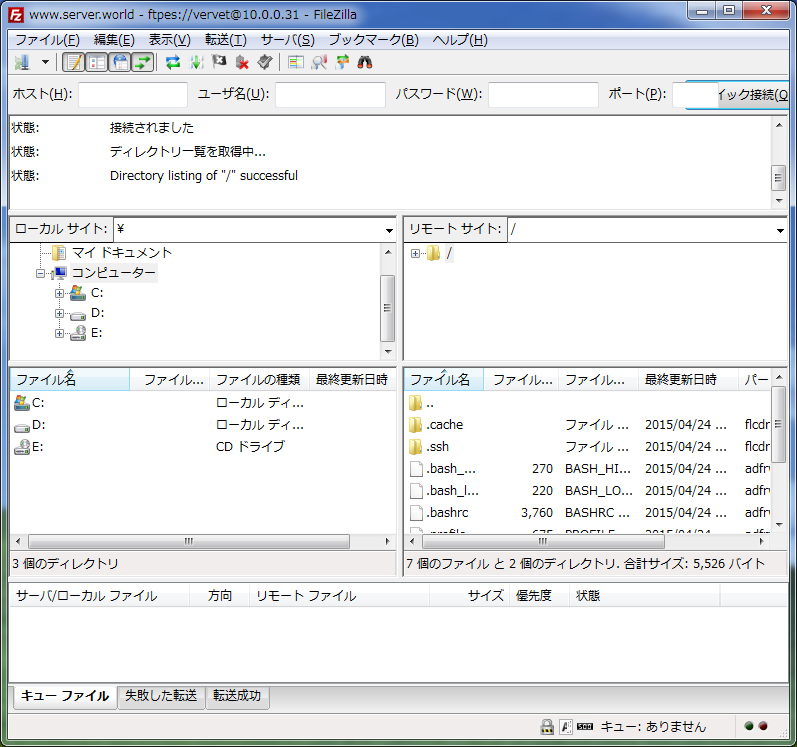 www.server.world - ftpes://vervet@10.0.0.31 - FileZilla
ファイル(F) 編集(E) 表示(V) 転送(T) サーバ(S) ブックマーク(B) ヘルプ(H)
ホスト(H): ユーザ名(U): パスワード(W): ポート(P): イック接続(Q
状態: 接続されました
状態: ディレクトリ一覧を取得中...
状態: Directory listing of "/" successful
ローカル サイト: ¥
マイ ドキュメント
コンピューター
C:
D:
E:
リモート サイト: /
/
ファイル名 ファイル... ファイルの種類 最終更新日時
C: ローカル ディ...
D: ローカル ディ...
E: CD ドライブ
3 個のディレクトリ
ファイル名 ファイル... ファイル... 最終更新日時 パー
..
.cache ファイル ... 2015/04/24 ... flcdr
.ssh ファイル ... 2015/04/24 ... flcdr
.bash_... 270 BASH_HI... 2015/04/24 ... adfr
.bash_l... 220 BASH_LO... 2015/04/24 ... adfr
.bashrc 3,760 BASHRC ... 2015/04/24 ... adfr
.profile 675 PROFILE 2015/04/24 ...
7 個のファイル と 2 個のディレクトリ. 合計サイズ: 5,526 バイト
サーバ/ローカル ファイル 方向 リモート ファイル サイズ 優先度 状態
キュー ファイル 失敗した転送 転送成功
キュー: ありません